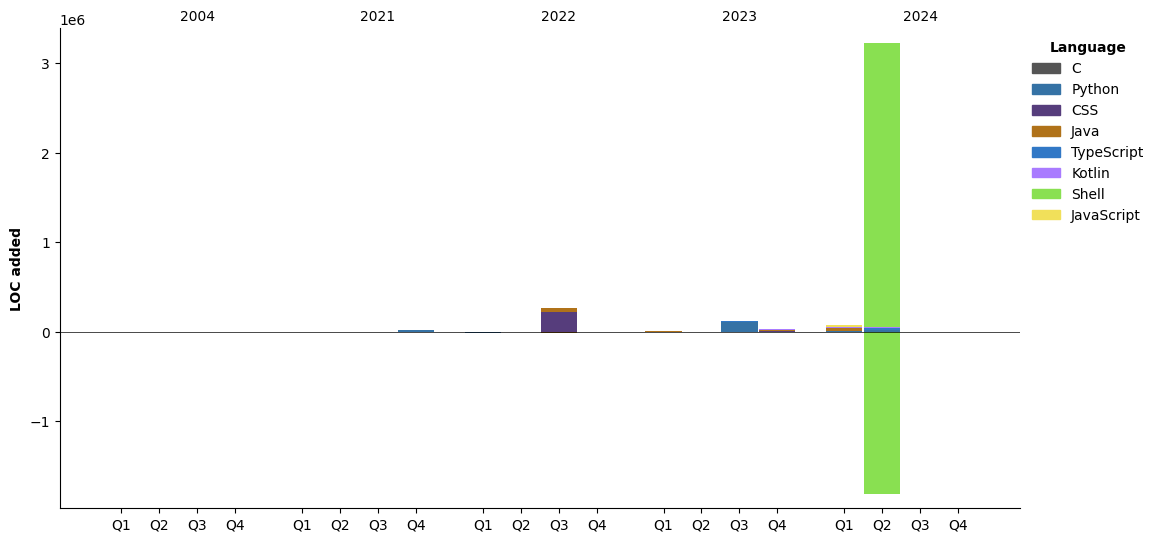 2004 2021 2022 2023 2024
1e6
Language
C
Python
CSS
Java
TypeScript
Kotlin
Shell
JavaScript
LOC added
3
2
1
0
−1
Q1 Q2 Q3 Q4 Q1 Q2 Q3 Q4 Q1 Q2 Q3 Q4 Q1 Q2 Q3 Q4 Q1 Q2 Q3 Q4